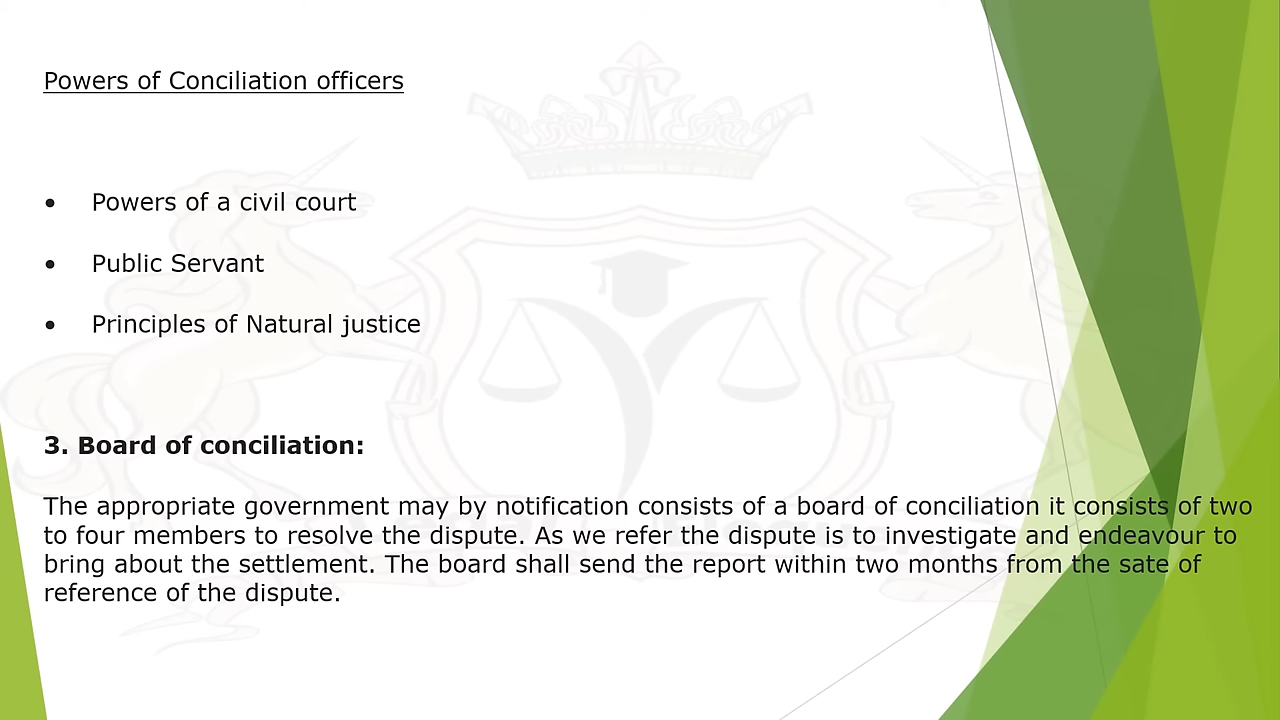 Powers of Conciliation officers
• Powers of a civil court
• Public Servant
• Principles of Natural justice
3. Board of conciliation:
The appropriate government may by notification consists of a board of conciliation it consists of two
to four members to resolve the dispute. As we refer the dispute is to investigate and endeavour to
bring about the settlement. The board shall send the report within two months from the sate of
reference of the dispute.